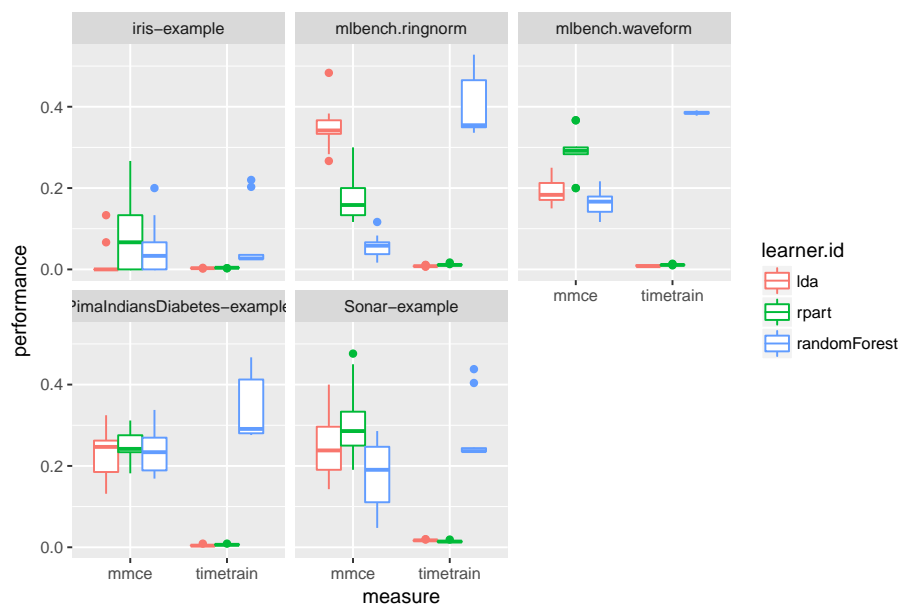 iris−example
mlbench.ringnorm
mlbench.waveform
0.4
0.2
0.0
mmce
timetrain
PimaIndiansDiabetes−example
Sonar−example
0.4
0.2
0.0
mmce
timetrain
mmce
timetrain
measure
performance
learner.id
lda
rpart
randomForest